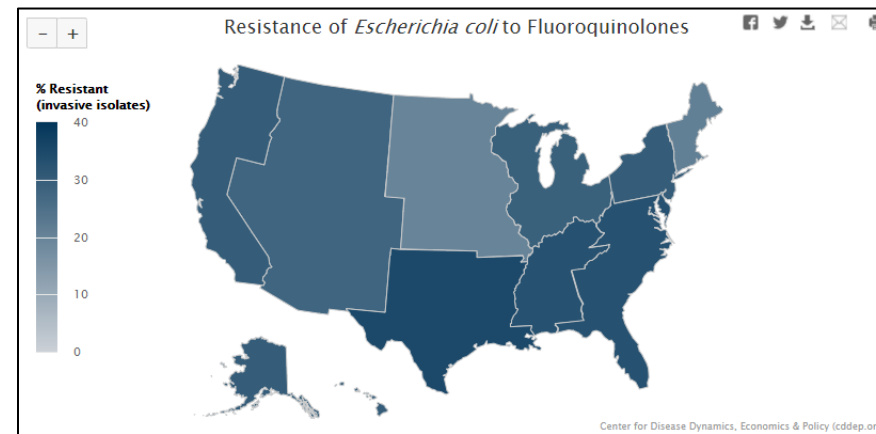 − +
Resistance of Escherichia coli to Fluoroquinolones
% Resistant
(invasive isolates)
40
30
20
10
0
Center for Disease Dynamics, Economics & Policy (cddep.or